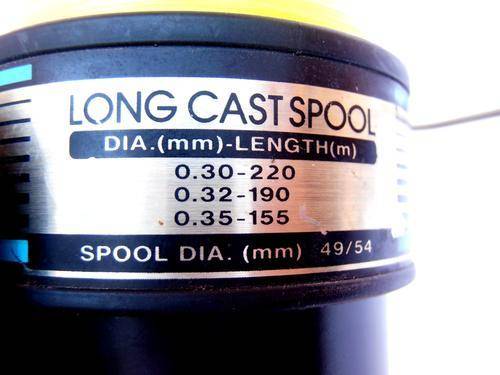 LONG CAST SPOOL
DIA.(mm)-LENGTH(m)
0.30-220
0.32-190
0.35-155
SPOOL DIA. (mm) 49/54